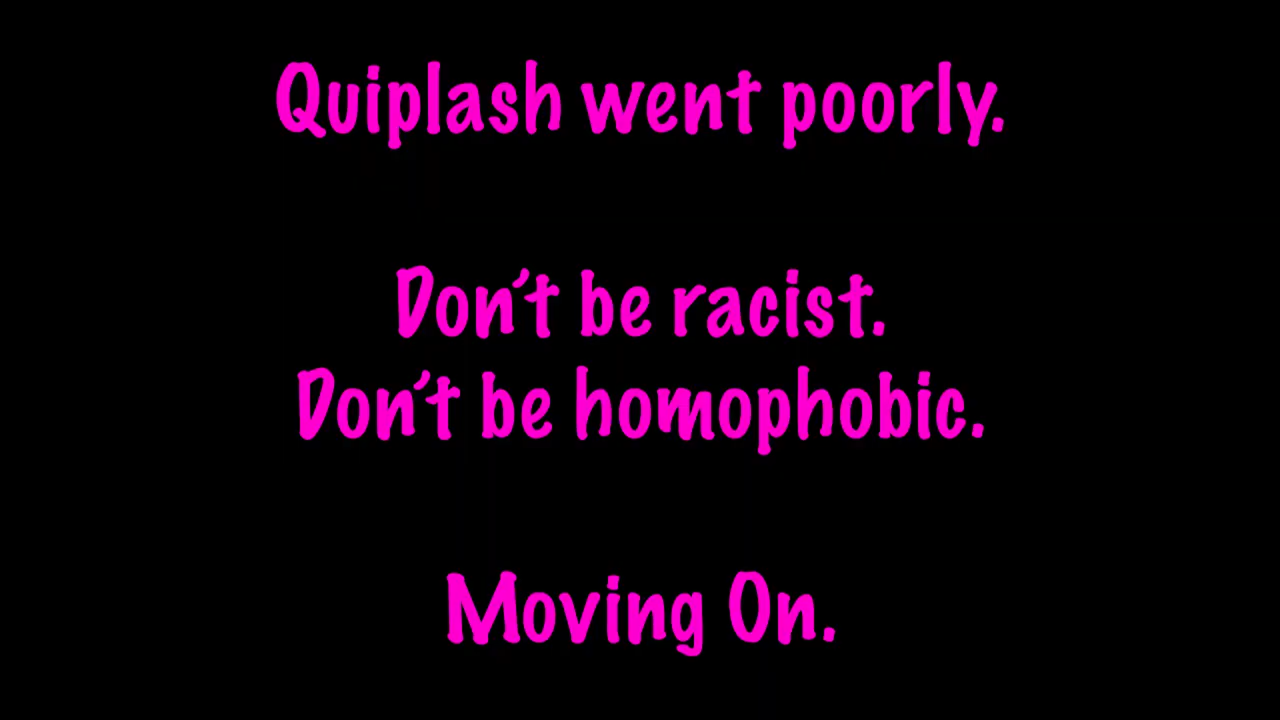 Quiplash went poorly.
Don't be racist.
Don't be homophobic.
Moving On.